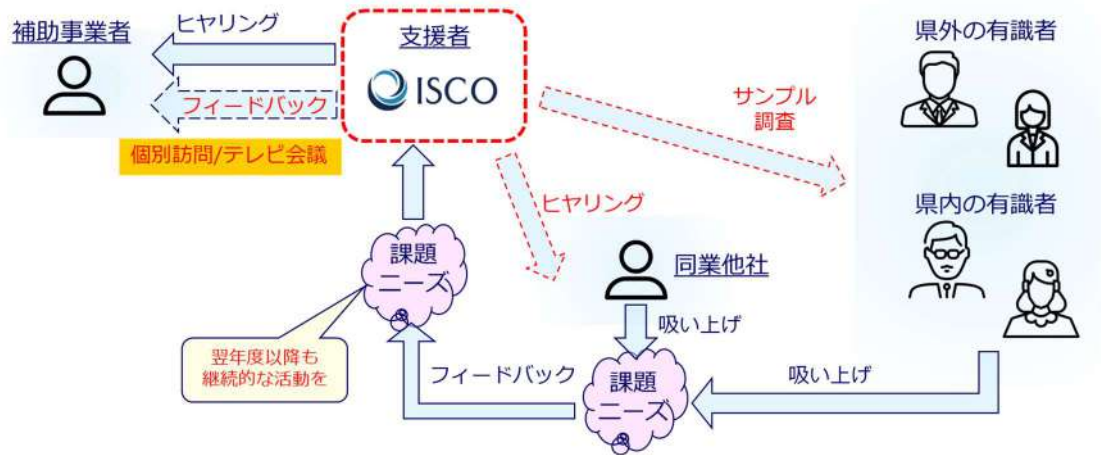 補助事業者
ヒヤリング
支援者
ISCO
フィードバック
個別訪問/テレビ会議
サンプル
調査
県外の有識者
県内の有識者
ヒヤリング
同業他社
吸い上げ
課題
ニーズ
翌年度以降も
継続的な活動を
フィードバック
課題
ニーズ
吸い上げ